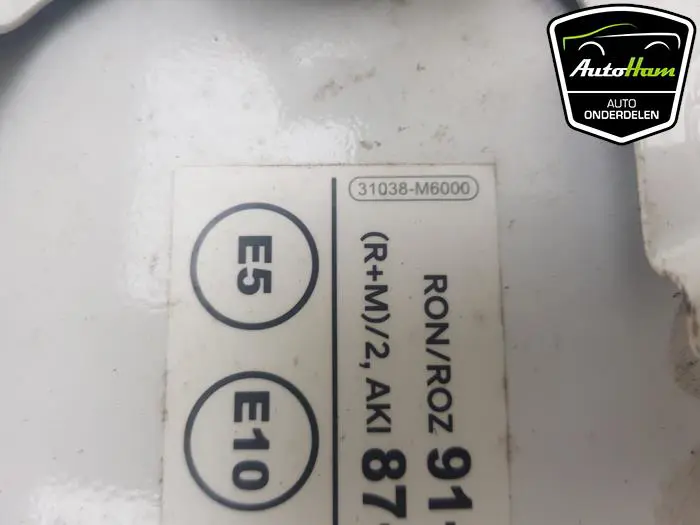 AutoHam
AUTO
ONDERDELEN
31038-M6000
E5
E10
RON/ROZ 91
(R+M)/2, AKI 87